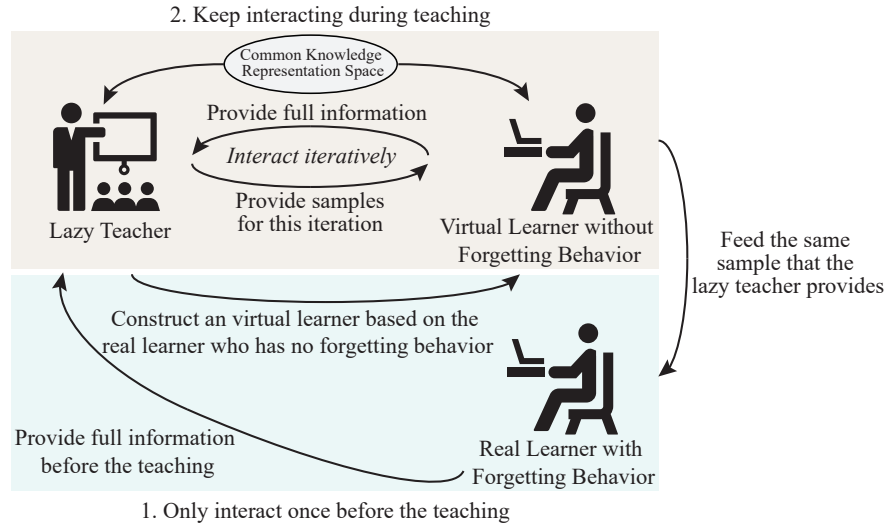 2. Keep interacting during teaching
Common Knowledge
Representation Space
Provide full information
Interact iteratively
Provide samples
for this iteration
Lazy Teacher
Virtual Learner without
Forgetting Behavior
Feed the same
sample that the
lazy teacher provides
Construct an virtual learner based on the
real learner who has no forgetting behavior
Provide full information
before the teaching
Real Learner with
Forgetting Behavior
1. Only interact once before the teaching